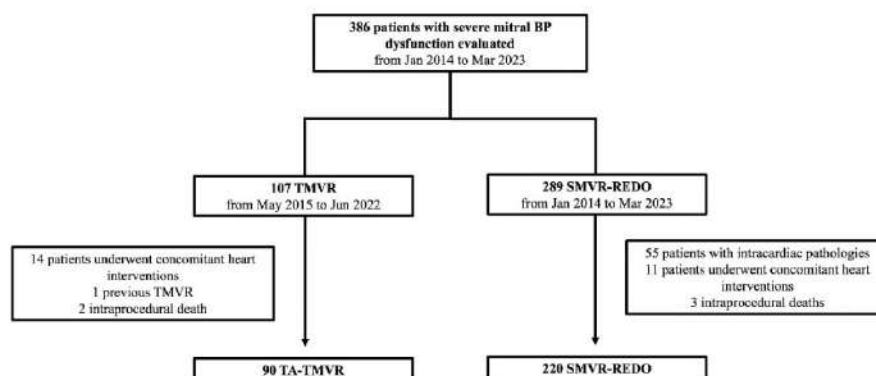 386 patients with severe mitral BP
dysfunction evaluated
from Jan 2014 to Mar 2023
107 TMVR
from May 2015 to Jun 2022
289 SMVR-REDO
from Jan 2014 to Mar 2023
14 patients underwent concomitant heart
interventions
1 previous TMVR
2 intraprocedural death
55 patients with intracardiac pathologies
11 patients underwent concomitant heart
interventions
3 intraprocedural deaths
90 TA-TMVR
220 SMVR-REDO